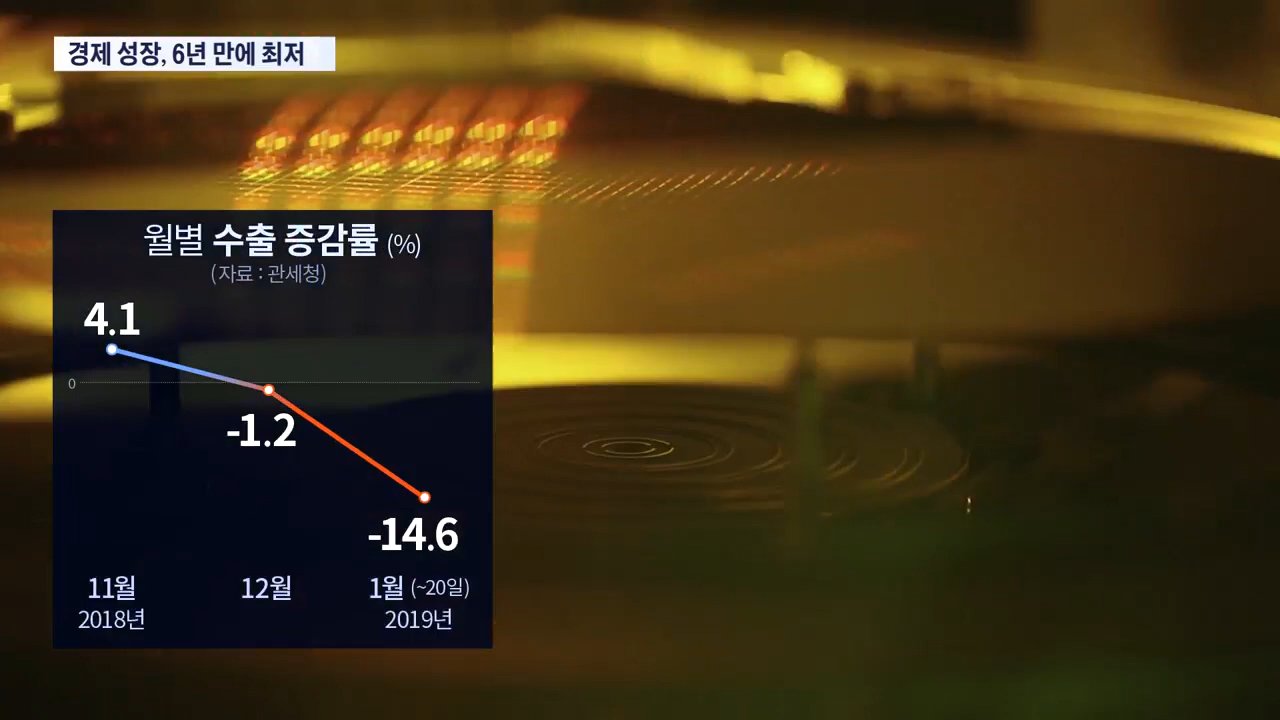 경제 성장, 6년 만에 최저
월별 수출 증감률 (%)
(자료 : 관세청)
4.1
0
-1.2
-14.6
11월 12월 1월 (~20일)
2018년 2019년